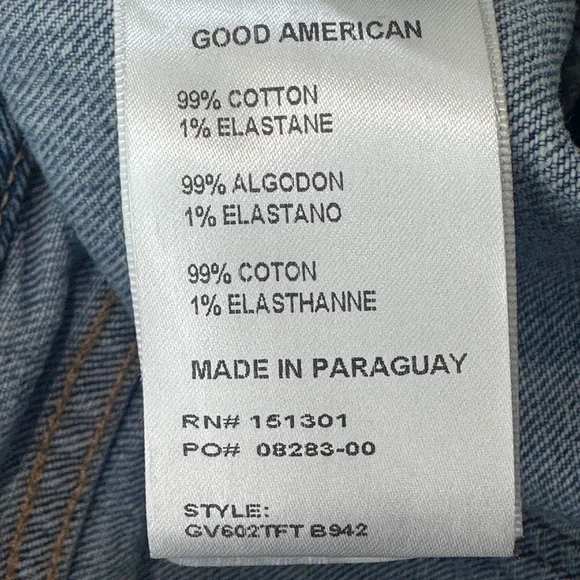 GOOD AMERICAN
99% COTTON
1% ELASTANE
99% ALGODON
1% ELASTANO
99% COTON
1% ELASTHANNE
MADE IN PARAGUAY
RN# 151301
PO# 08283-00
STYLE:
GV602TFT B942